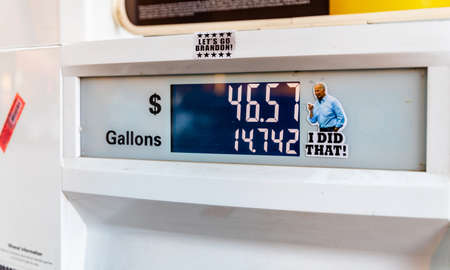 LET'S GO
BRANDON!
$ 46.57
Gallons 14.742
I DID
THAT!